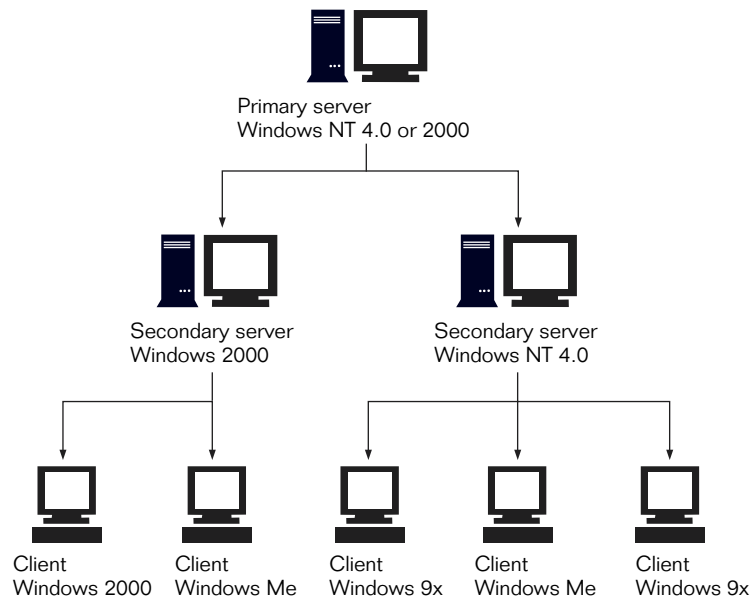 Primary server
Windows NT 4.0 or 2000
Secondary server
Windows 2000
Secondary server
Windows NT 4.0
Client
Windows 2000
Client
Windows Me
Client
Windows 9x
Client
Windows Me
Client
Windows 9x